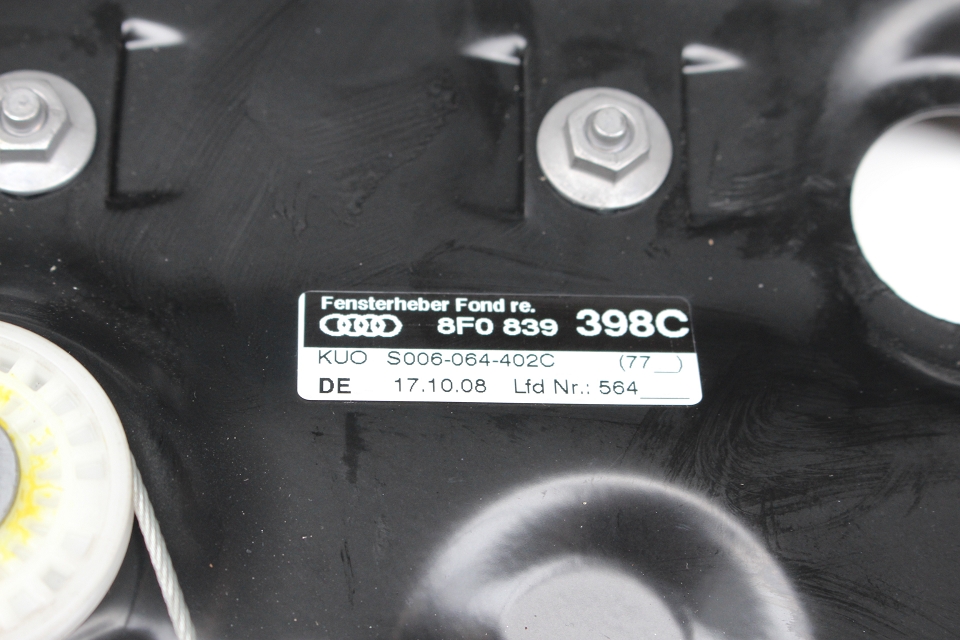 Fensterheber Fond re.
8F0 839 398C
KUO S006-064-402C (77__)
DE 17.10.08 Lfd Nr.: 564____